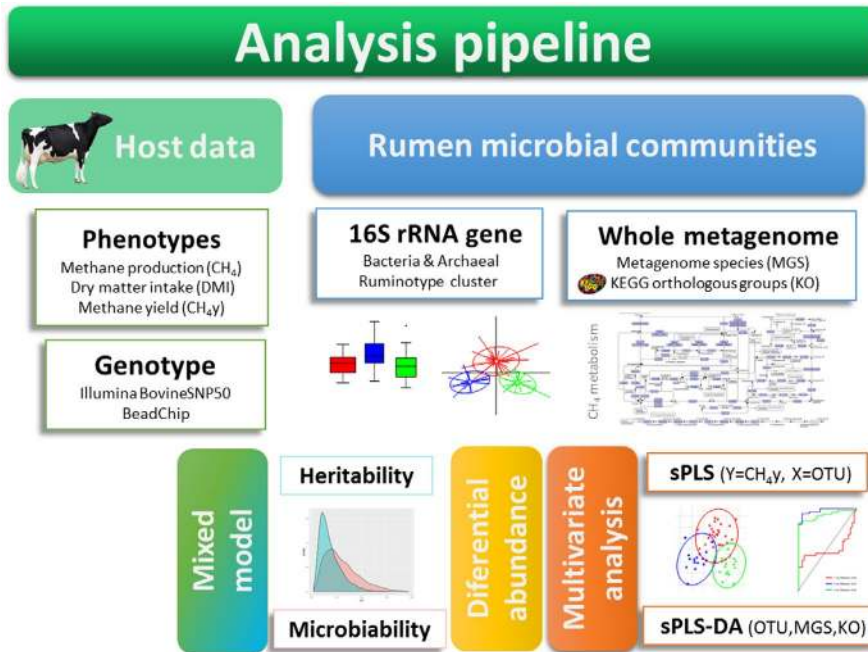 Analysis pipeline
Host data
Rumen microbial communities
Phenotypes
Methane production (CH₄)
Dry matter intake (DMI)
Methane yield (CH₄y)
Genotype
Illumina BovineSNP50
BeadChip
16S rRNA gene
Bacteria & Archaeal
Ruminotype cluster
Whole metagenome
Metagenome species (MGS)
KEGG orthologous groups (KO)
CH₄ metabolism
Mixed
model
Heritability
Microbiability
Diferential
abundance
Multivariate
analysis
sPLS (Y=CH₄y, X=OTU)
sPLS-DA (OTU,MGS,KO)